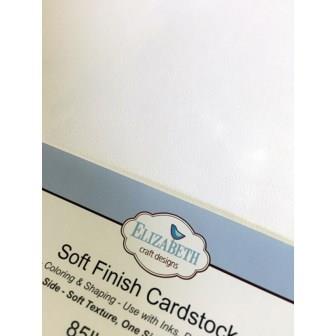 ELIZABETH
craft designs
Soft Finish Cardstock
Coloring & Shaping - Use with Inks,
Side - Soft Texture, One